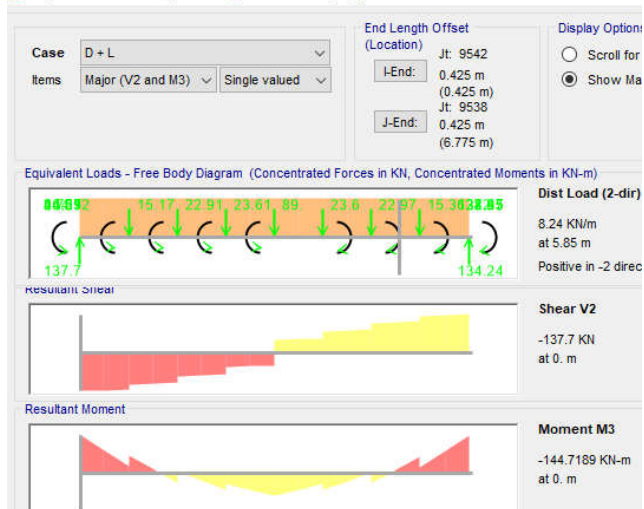 End Length Offset
(Location)
Display Options
Case D + L
Jt: 9542
Scroll for
Items Major (V2 and M3) Single valued
I-End: 0.425 m
(0.425 m)
Show Ma
Jt: 9538
J-End: 0.425 m
(6.775 m)
Equivalent Loads - Free Body Diagram (Concentrated Forces in KN, Concentrated Moments in KN-m)
Dist Load (2-dir)
15.17 22.91 23.61 89. 23.6 22.97
8.24 KN/m
at 5.85 m
137.7 134.24
Positive in -2 direc
Resultant Shear
Shear V2
-137.7 KN
at 0. m
Resultant Moment
Moment M3
-144.7189 KN-m
at 0. m